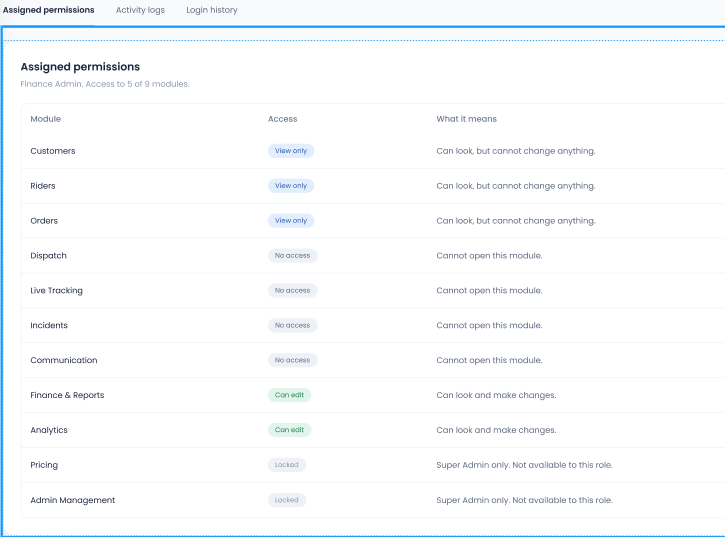 Assigned permissions Activity logs Login history
Assigned permissions
Finance Admin. Access to 5 of 9 modules.
Module Access What it means
Customers View only Can look, but cannot change anything.
Riders View only Can look, but cannot change anything.
Orders View only Can look, but cannot change anything.
Dispatch No access Cannot open this module.
Live Tracking No access Cannot open this module.
Incidents No access Cannot open this module.
Communication No access Cannot open this module.
Finance & Reports Can edit Can look and make changes.
Analytics Can edit Can look and make changes.
Pricing Locked Super Admin only. Not available to this role.
Admin Management Locked Super Admin only. Not available to this role.